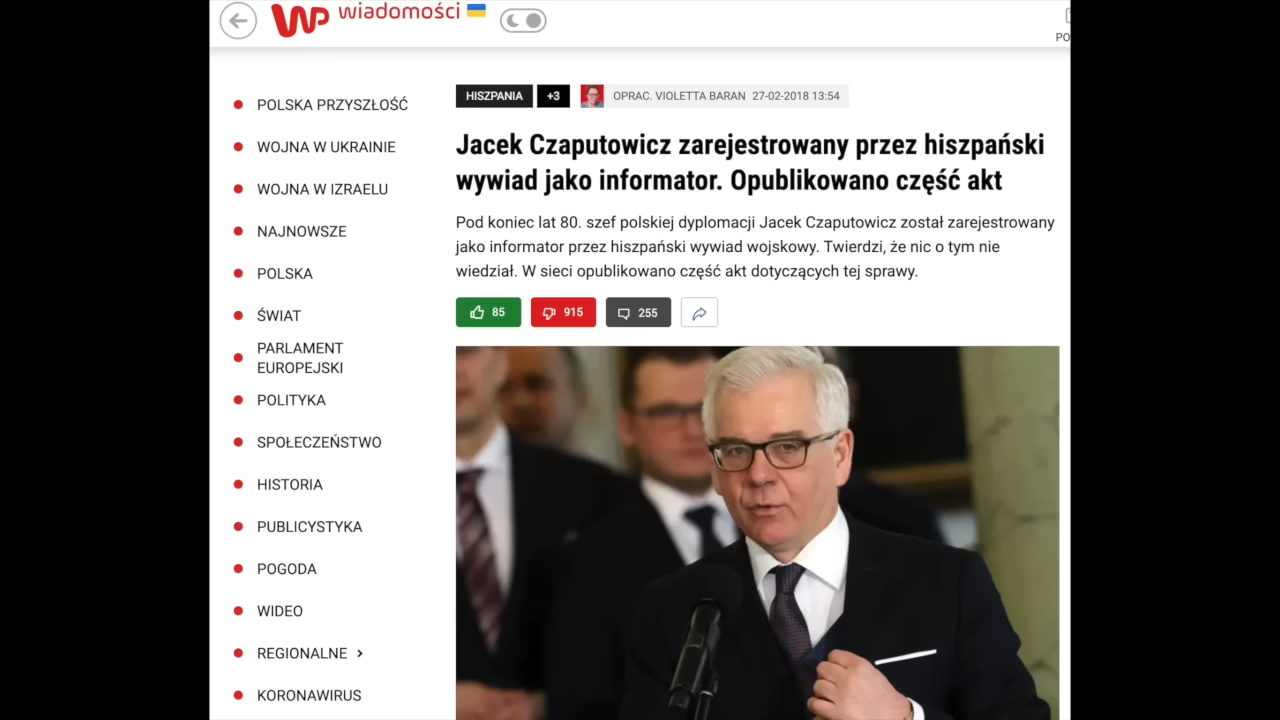 wp wiadomości
PO
POLSKA PRZYSZŁOŚĆ
WOJNA W UKRAINIE
WOJNA W IZRAELU
NAJNOWSZE
POLSKA
ŚWIAT
PARLAMENT
EUROPEJSKI
POLITYKA
SPOŁECZEŃSTWO
HISTORIA
PUBLICYSTYKA
POGODA
WIDEO
REGIONALNE
KORONAWIRUS
HISZPANIA +3 OPRAC. VIOLETTA BARAN 27-02-2018 13:54
Jacek Czaputowicz zarejestrowany przez hiszpański
wywiad jako informator. Opublikowano część akt
Pod koniec lat 80. szef polskiej dyplomacji Jacek Czaputowicz został zarejestrowany
jako informator przez hiszpański wywiad wojskowy. Twierdzi, że nic o tym nie
wiedział. W sieci opublikowano część akt dotyczących tej sprawy.
85 915 255